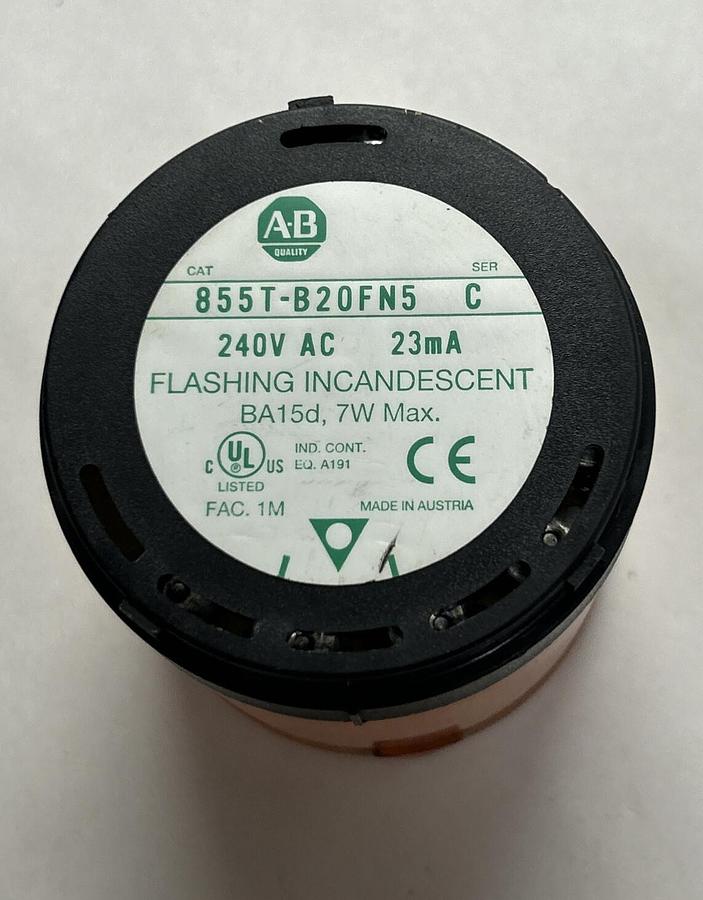 A-B
QUALITY
CAT SER
855T-B20FN5 C
240V AC 23mA
FLASHING INCANDESCENT
BA15d, 7W Max.
C UL US LISTED
IND. CONT.
EQ. A191
CE
FAC. 1M
MADE IN AUSTRIA